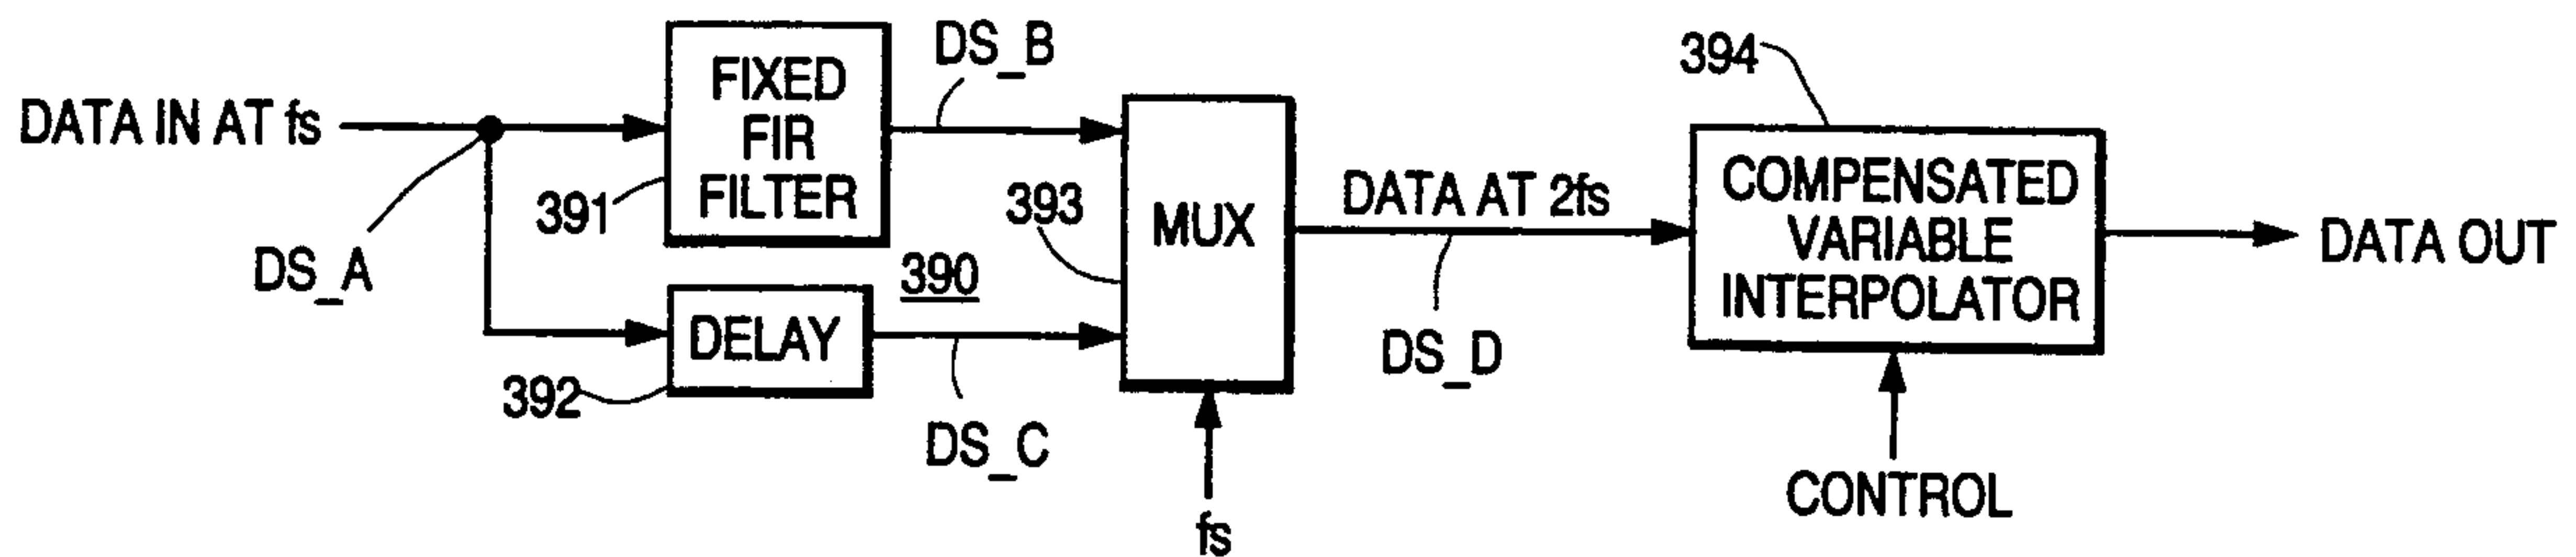 DATA IN AT fs
DS_A
FIXED
FIR
FILTER
391
DS_B
390
DELAY
392
DS_C
393
MUX
fs
DATA AT 2fs
DS_D
394
COMPENSATED
VARIABLE
INTERPOLATOR
CONTROL
DATA OUT